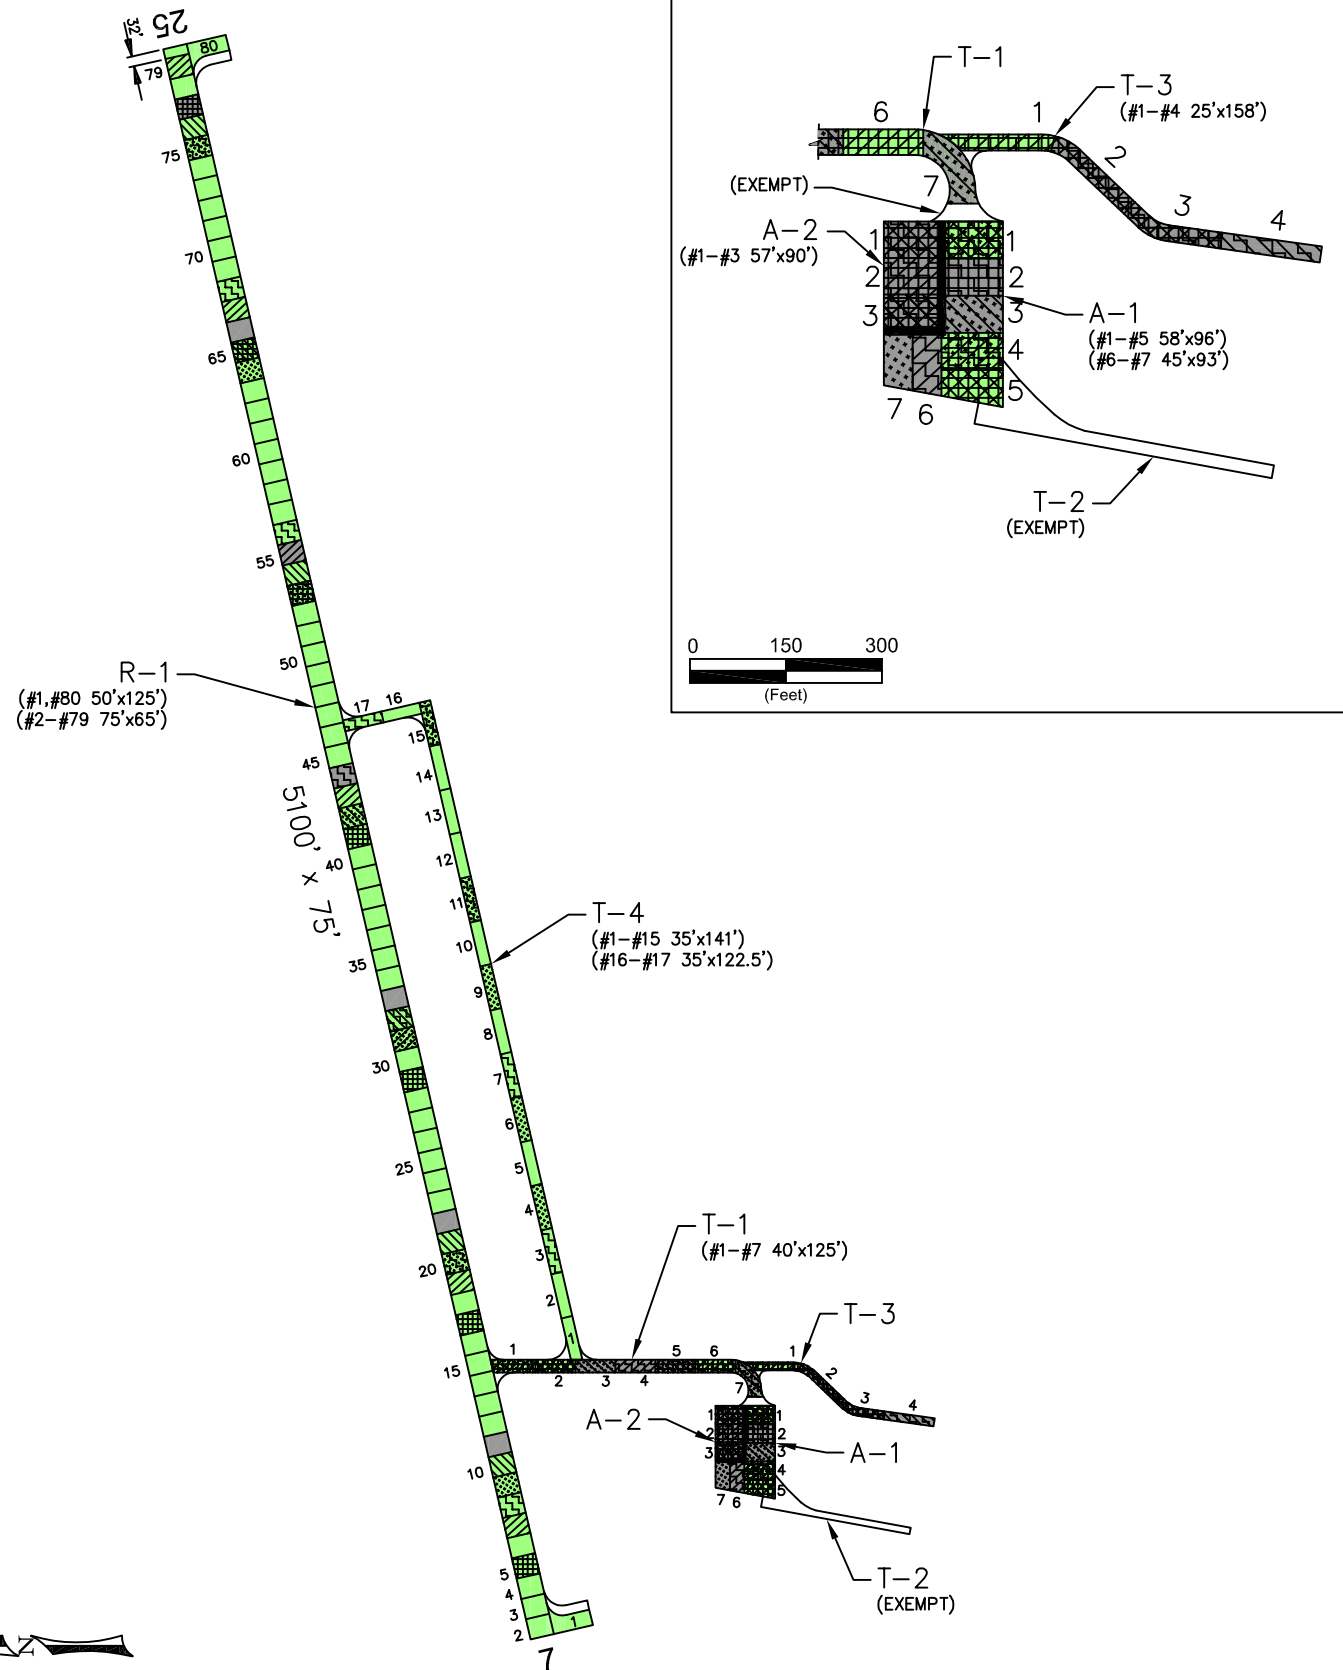 32'
25
80
79
75
70
65
60
55
50
R-1
(#1,#80 50'x125')
(#2-#79 75'x65')
45
5100' x 75'
40
35
30
25
20
15
10
5
4
3
2
1
7
17
16
15
14
13
12
11
10
9
8
7
6
5
4
3
2
1
T-4
(#1-#15 35'x141')
(#16-#17 35'x122.5')
T-1
(#1-#7 40'x125')
1
2
3
4
5
6
7
T-3
1
2
3
4
A-2
1
2
3
A-1
1
2
3
4
5
6
7
T-2
(EXEMPT)
N
T-1
6
7
T-3
(#1-#4 25'x158')
1
2
3
4
(EXEMPT)
A-2
(#1-#3 57'x90')
1
2
3
1
2
3
4
5
7
6
A-1
(#1-#5 58'x96')
(#6-#7 45'x93')
T-2
(EXEMPT)
0 150 300
(Feet)